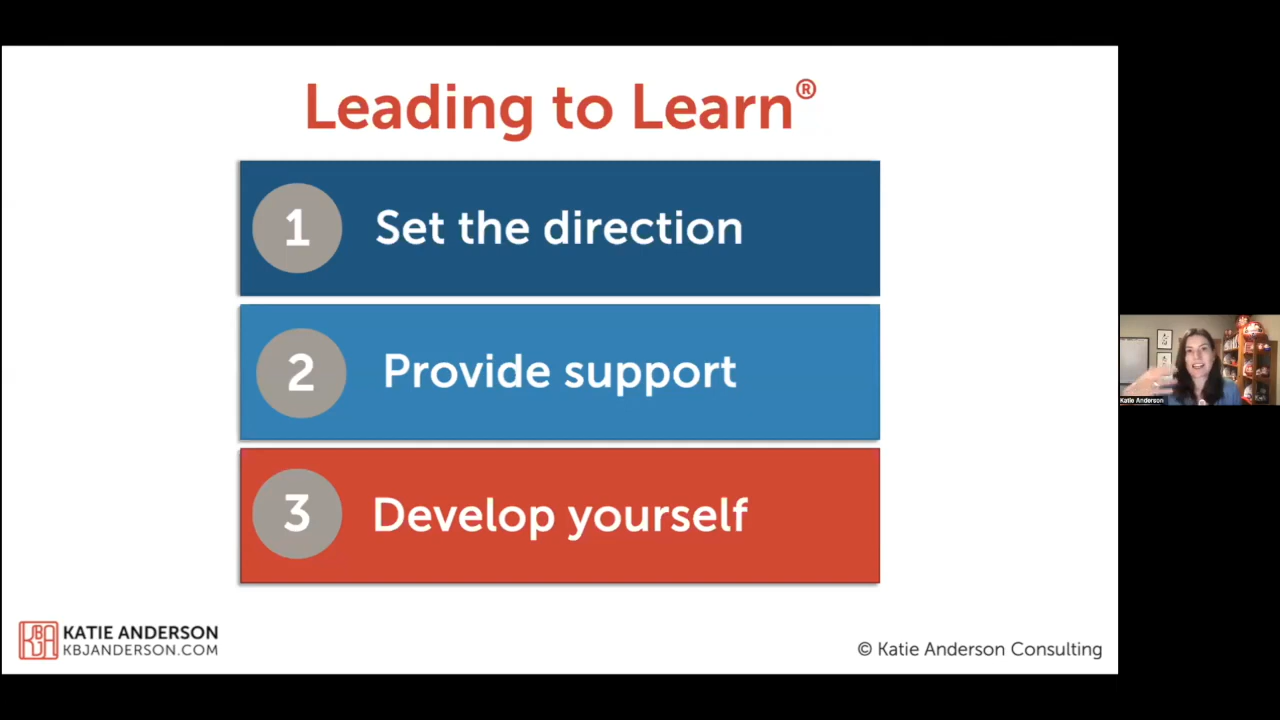 Leading to Learn®
1 Set the direction
2 Provide support
3 Develop yourself
Katie Anderson
KBJA
KATIE ANDERSON
KBJANDERSON.COM
© Katie Anderson Consulting